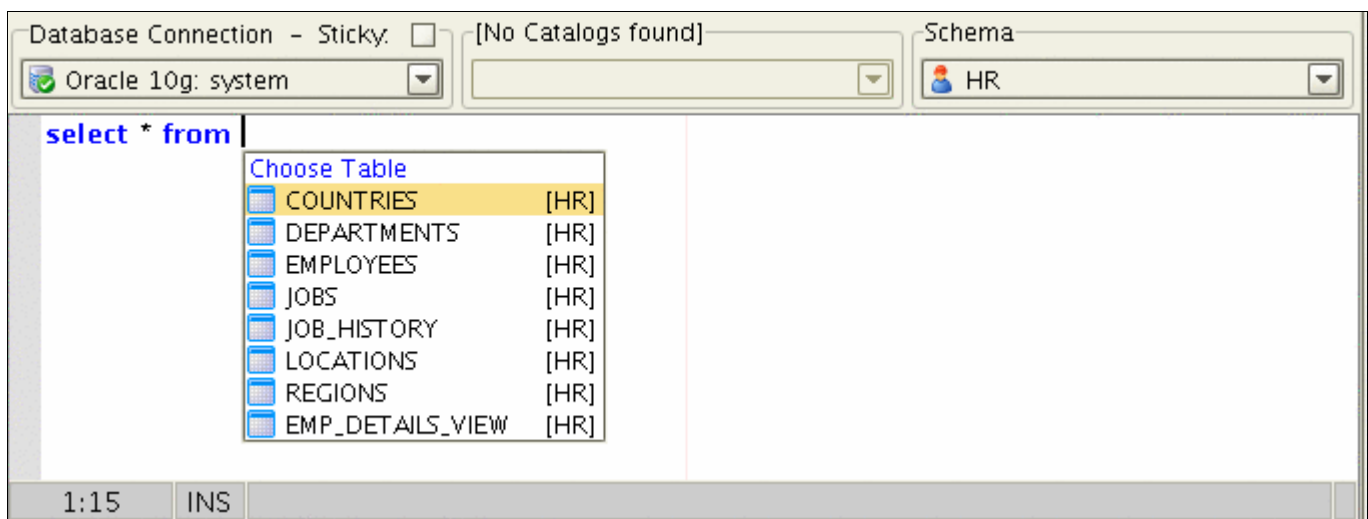 Database Connection - Sticky: [No Catalogs found] Schema
Oracle 10g: system HR
select * from
Choose Table
COUNTRIES [HR]
DEPARTMENTS [HR]
EMPLOYEES [HR]
JOBS [HR]
JOB_HISTORY [HR]
LOCATIONS [HR]
REGIONS [HR]
EMP_DETAILS_VIEW [HR]
1:15 INS